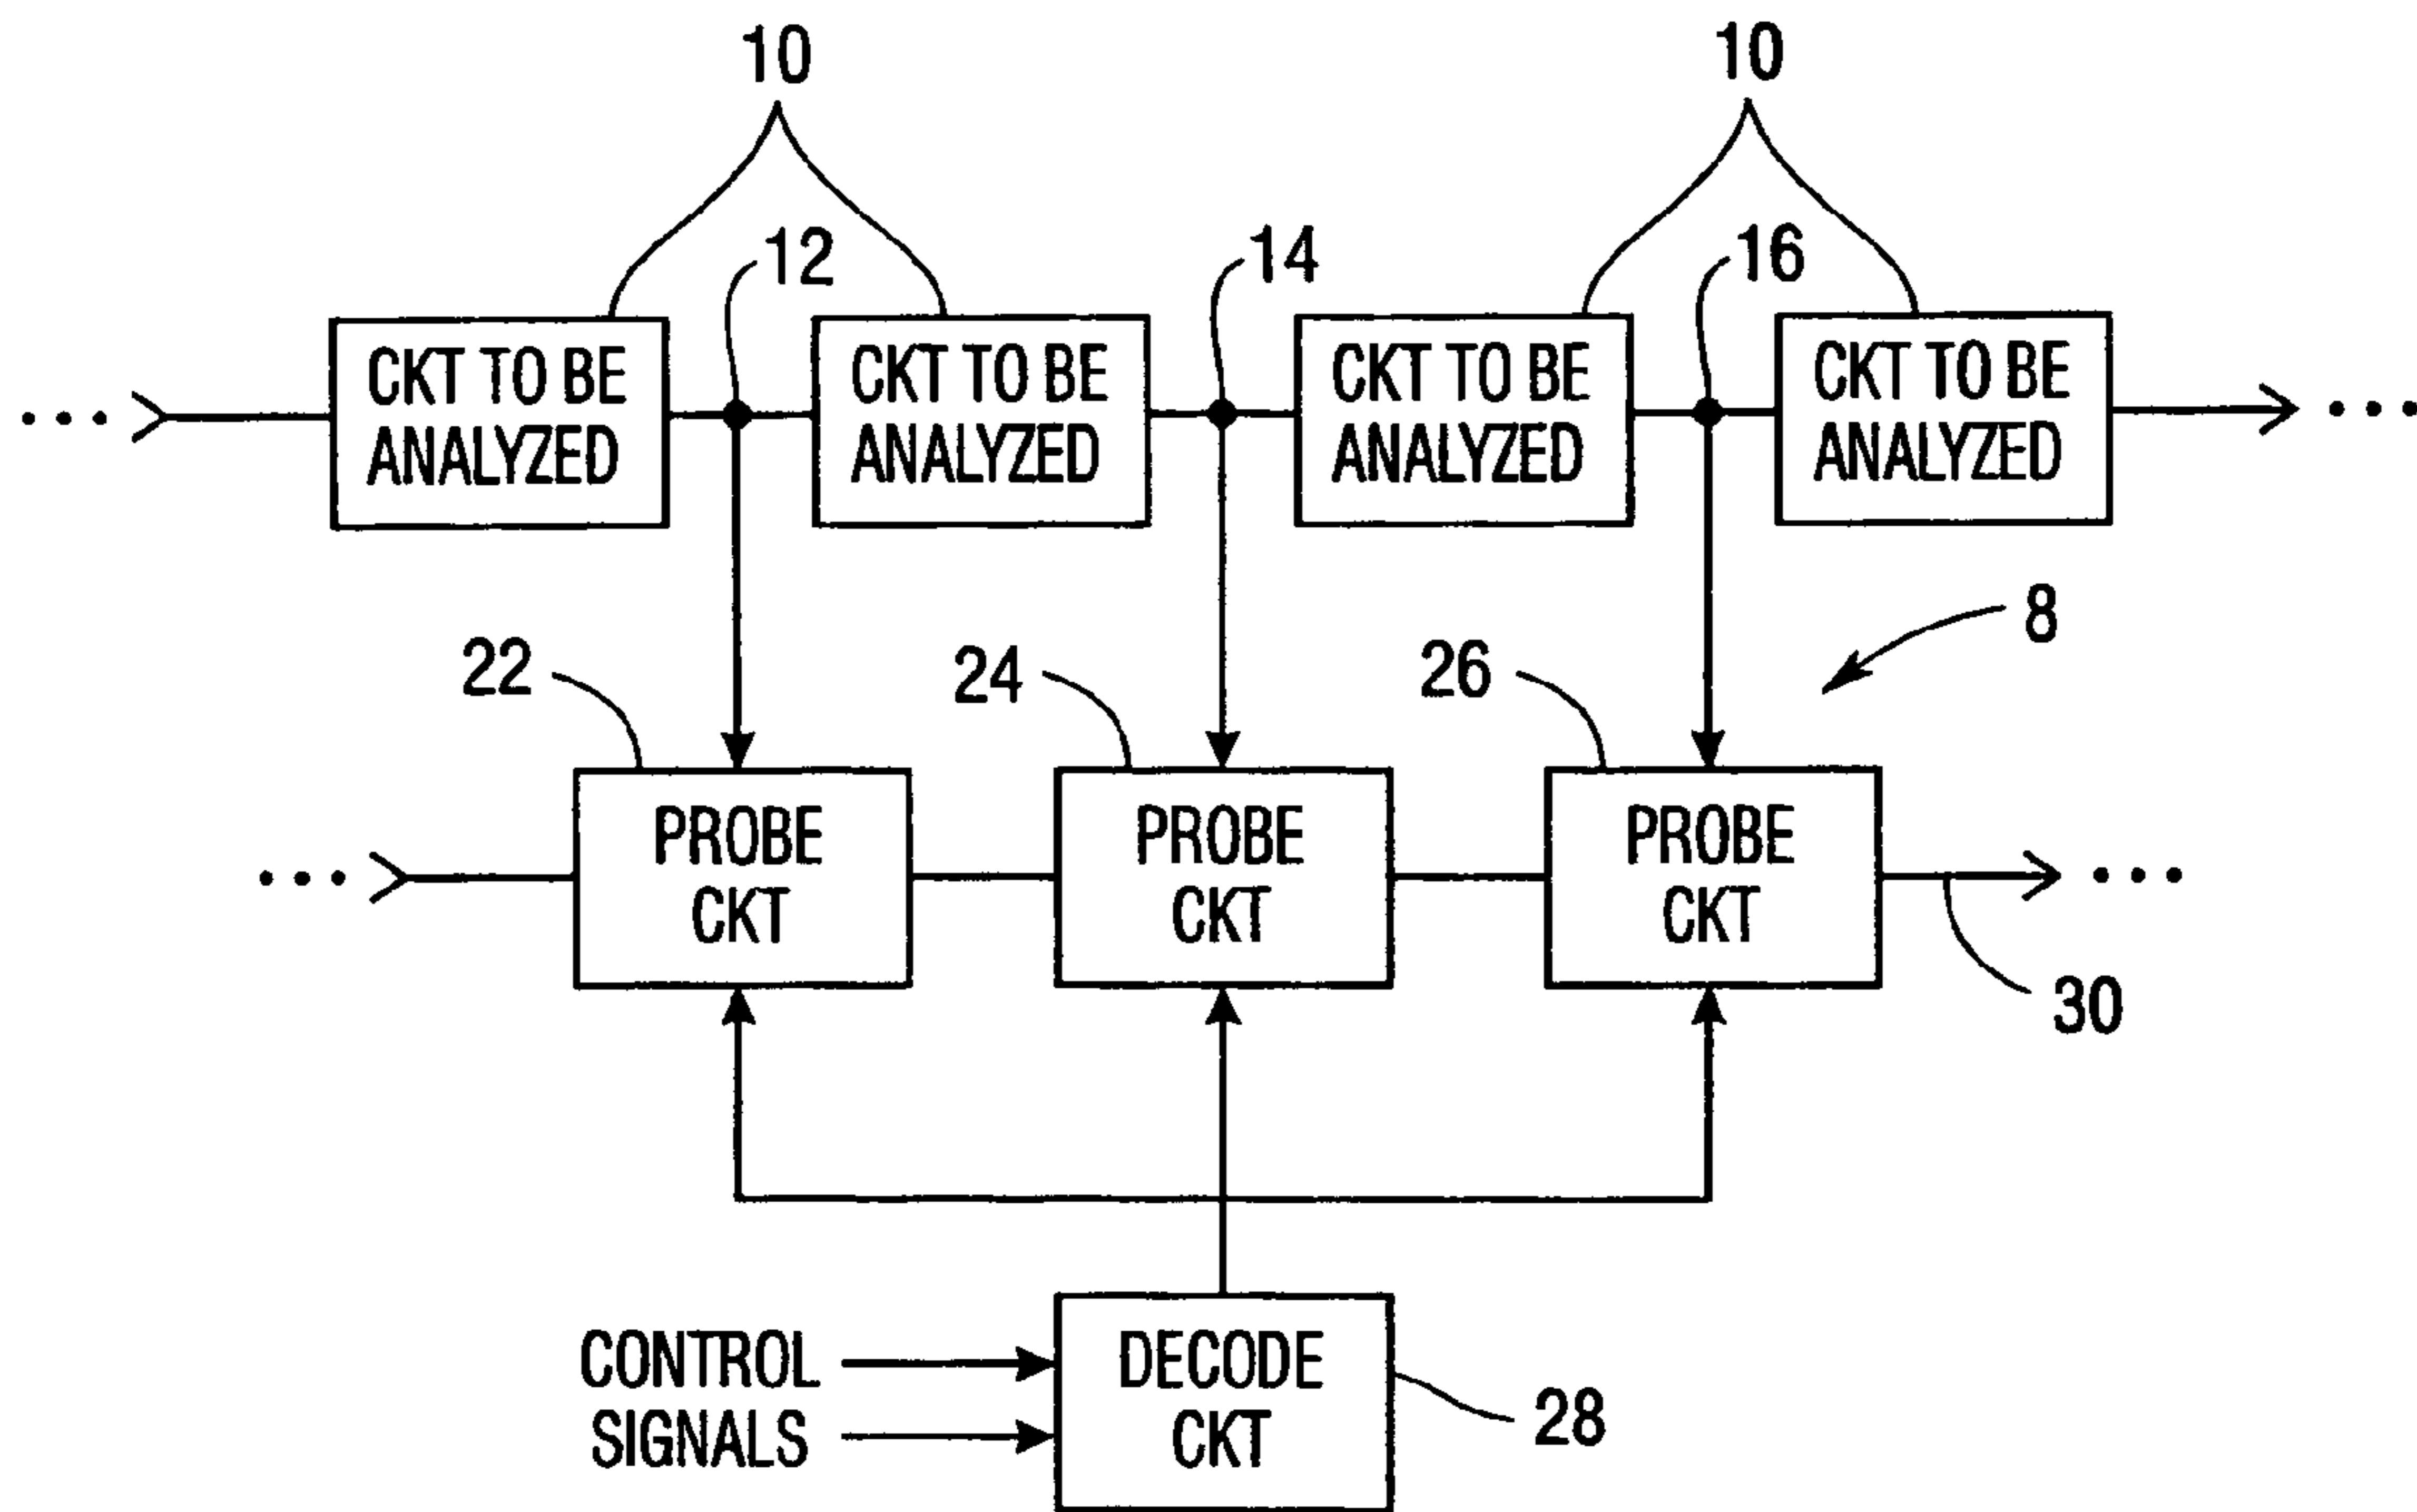 10
10
12
14
16
CKT TO BE
ANALYZED
CKT TO BE
ANALYZED
CKT TO BE
ANALYZED
CKT TO BE
ANALYZED
8
22
24
26
PROBE
CKT
PROBE
CKT
PROBE
CKT
30
CONTROL
SIGNALS
DECODE
CKT
28